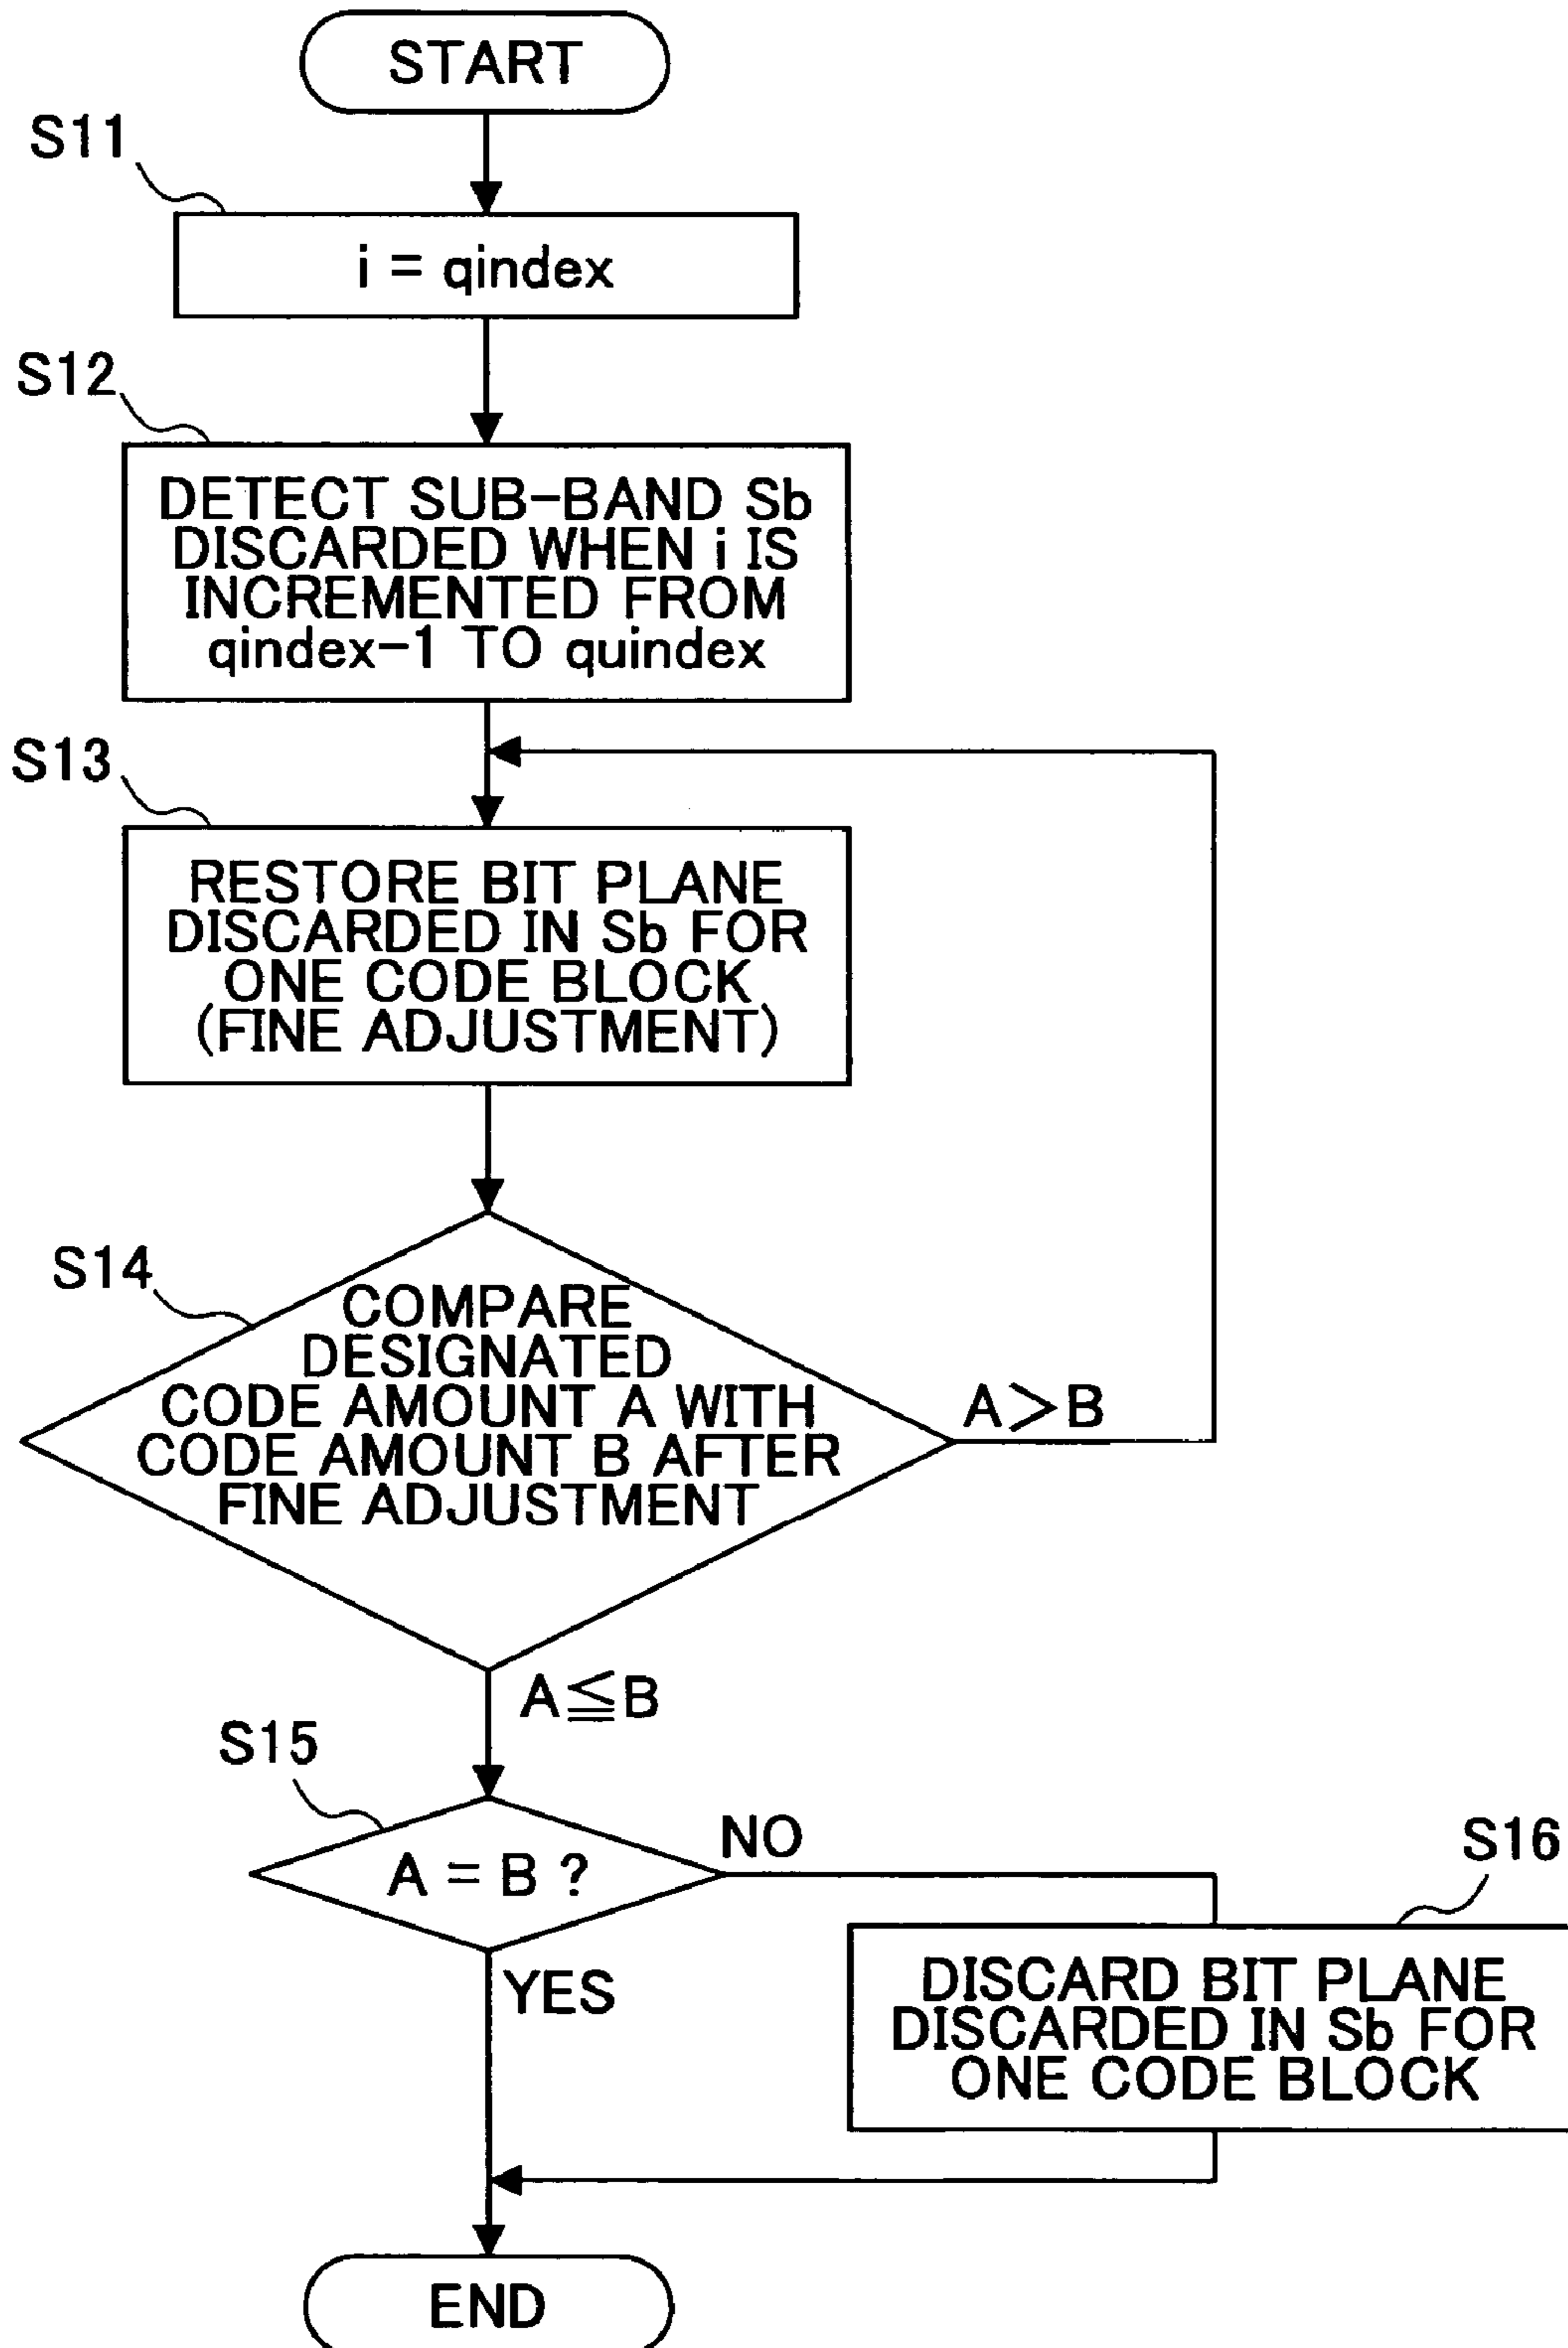 START
S11
i = qindex
S12
DETECT SUB-BAND Sb
DISCARDED WHEN i IS
INCREMENTED FROM
qindex-1 TO quindex
S13
RESTORE BIT PLANE
DISCARDED IN Sb FOR
ONE CODE BLOCK
(FINE ADJUSTMENT)
S14
COMPARE
DESIGNATED
CODE AMOUNT A WITH
CODE AMOUNT B AFTER
FINE ADJUSTMENT
A>B
A≦B
S15
A = B ?
NO
YES
S16
DISCARD BIT PLANE
DISCARDED IN Sb FOR
ONE CODE BLOCK
END